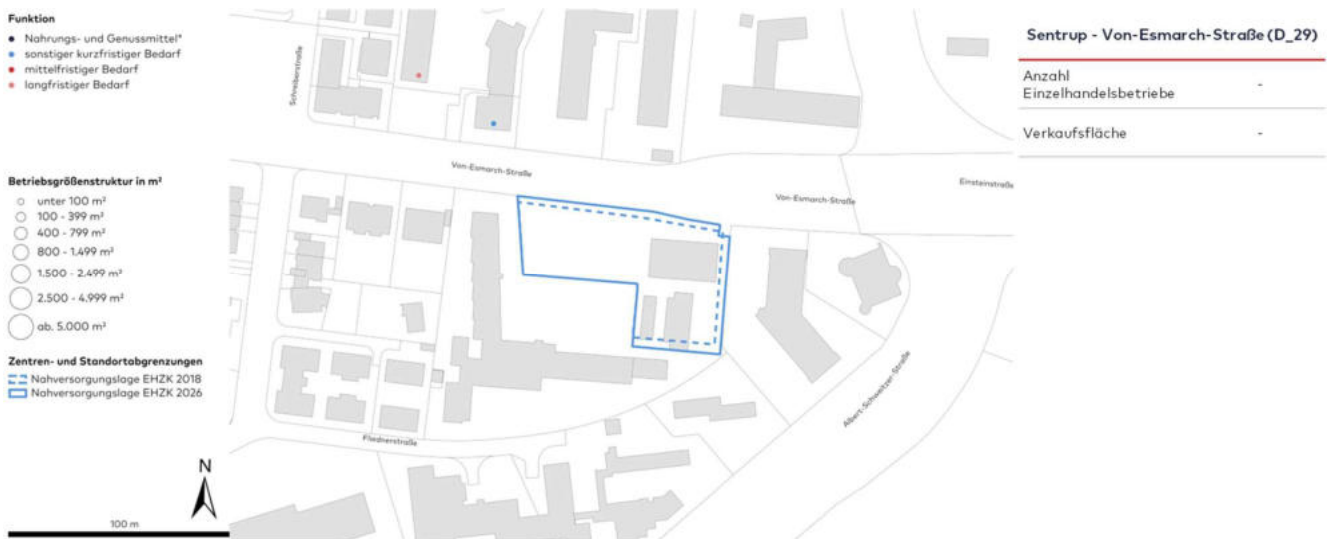 Funktion
Nahrungs- und Genussmittel*
sonstiger kurzfristiger Bedarf
mittelfristiger Bedarf
langfristiger Bedarf
Betriebsgrößenstruktur in m²
unter 100 m²
100 - 399 m²
400 - 799 m²
800 - 1.499 m²
1.500 - 2.499 m²
2.500 - 4.999 m²
ab. 5.000 m²
Zentren- und Standortabgrenzungen
Nahversorgungslage EHZK 2018
Nahversorgungslage EHZK 2026
N
100 m
Schreiberstraße
Von-Esmarch-Straße
Von-Esmarch-Straße
Einsteinstraße
Albert-Schweitzer-Straße
Fliednerstraße
Sentrup - Von-Esmarch-Straße (D_29)
Anzahl
Einzelhandelsbetriebe -
Verkaufsfläche -